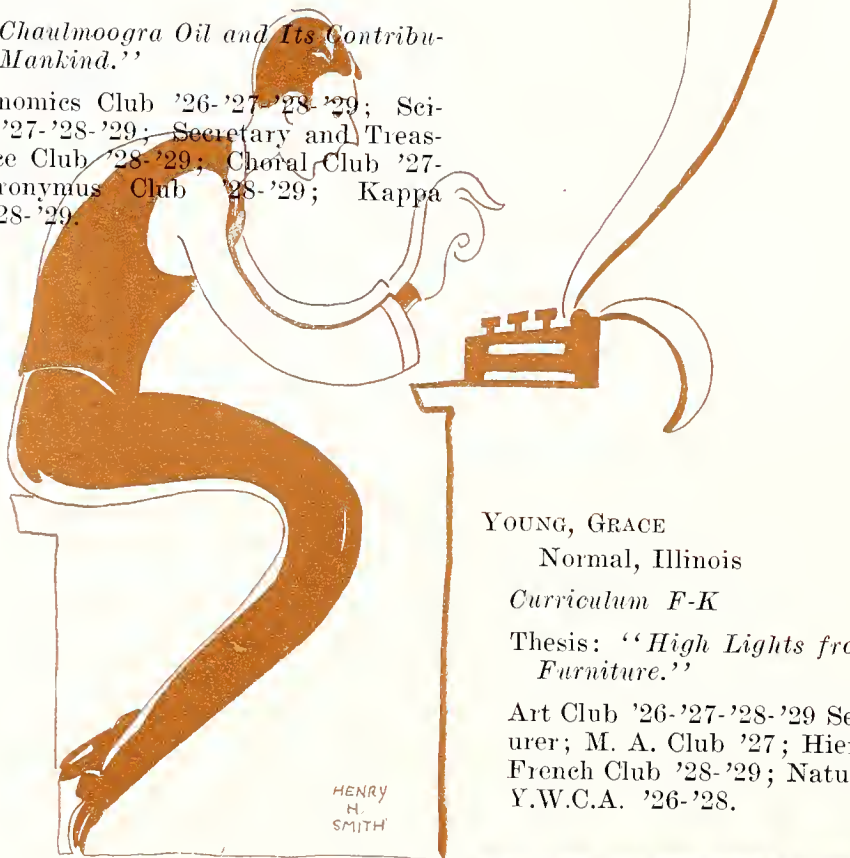 Chaulmoogra Oil and Its Contribu-
Mankind.''
nomics Club '26-'27-'28-'29; Sci-
'27-'28-'29; Secretary and Treas-
ce Club '28-'29; Choral Club '27-
ronymus Club '28-'29; Kappa
28-'29.
YOUNG, GRACE
Normal, Illinois
Curriculum F-K
Thesis: ''High Lights fro
Furniture.''
Art Club '26-'27-'28-'29 Se
urer; M. A. Club '27; Hie
French Club '28-'29; Natu
Y.W.C.A. '26-'28.
HENRY
H.
SMITH